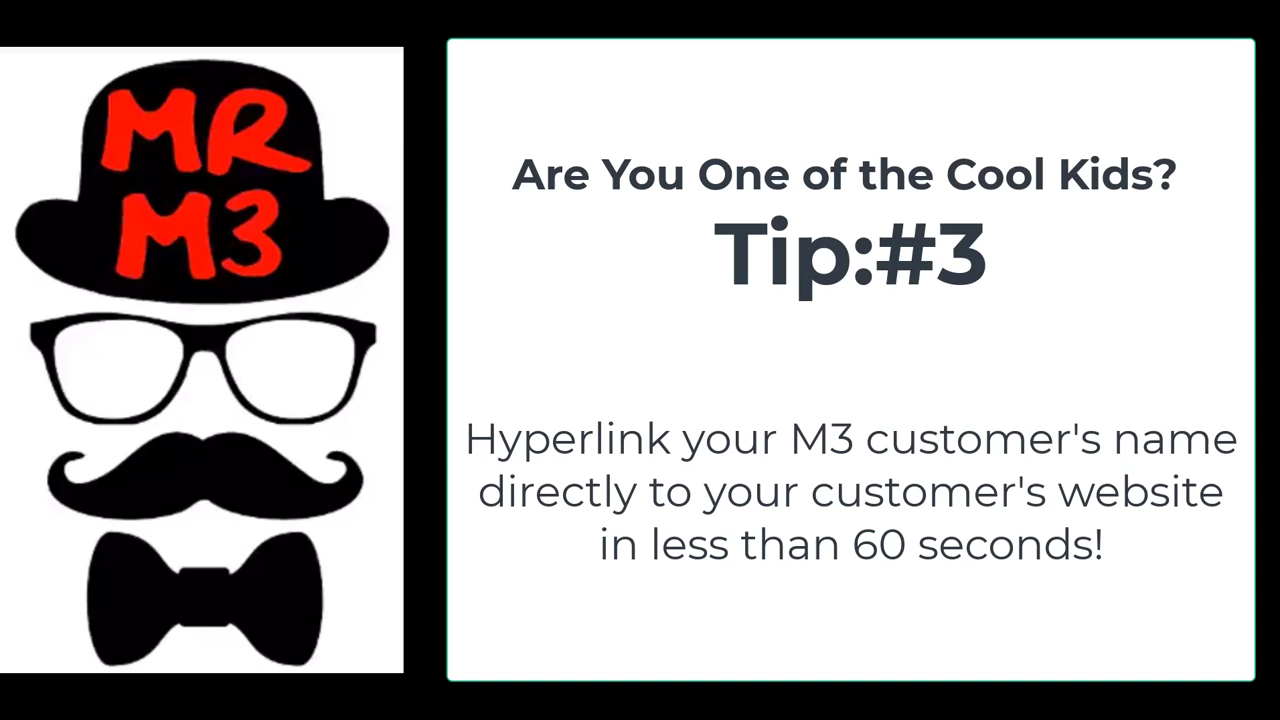 MR
M3
Are You One of the Cool Kids?
Tip:#3
Hyperlink your M3 customer's name
directly to your customer's website
in less than 60 seconds!